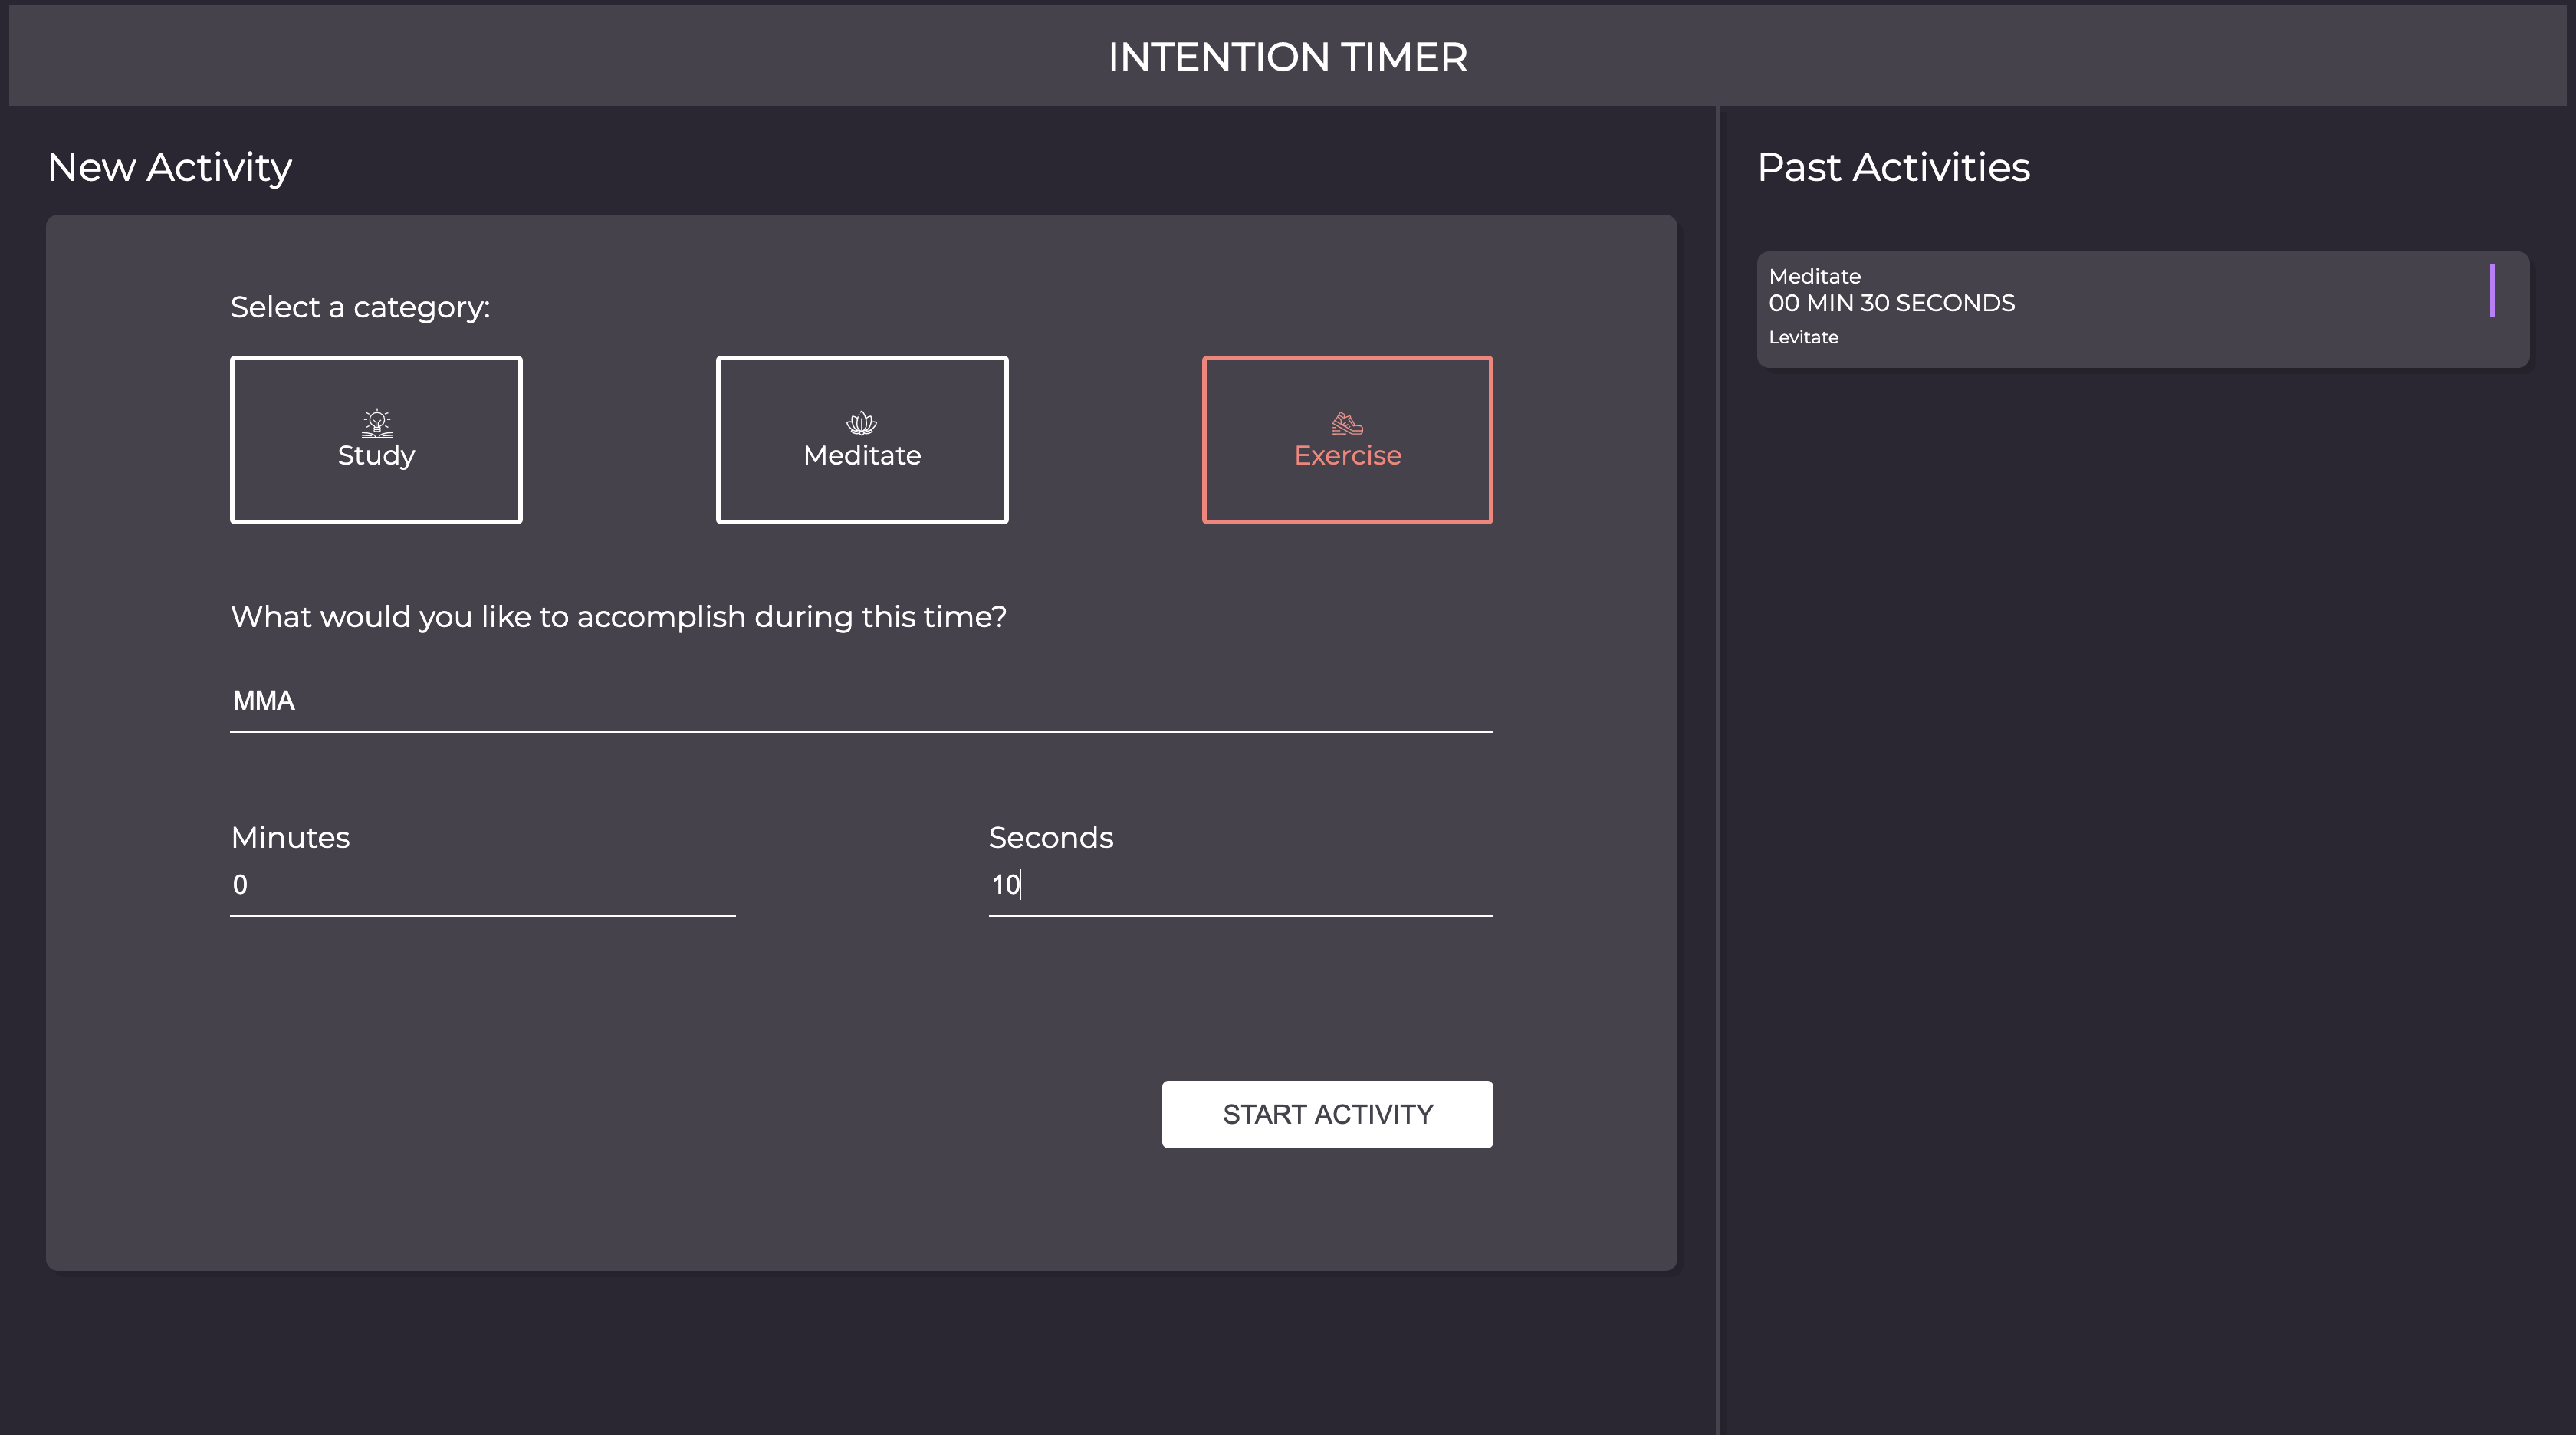 INTENTION TIMER
New Activity
Select a category:
Study
Meditate
Exercise
What would you like to accomplish during this time?
MMA
Minutes
Seconds
0
10
START ACTIVITY
Past Activities
Meditate
00 MIN 30 SECONDS
Levitate